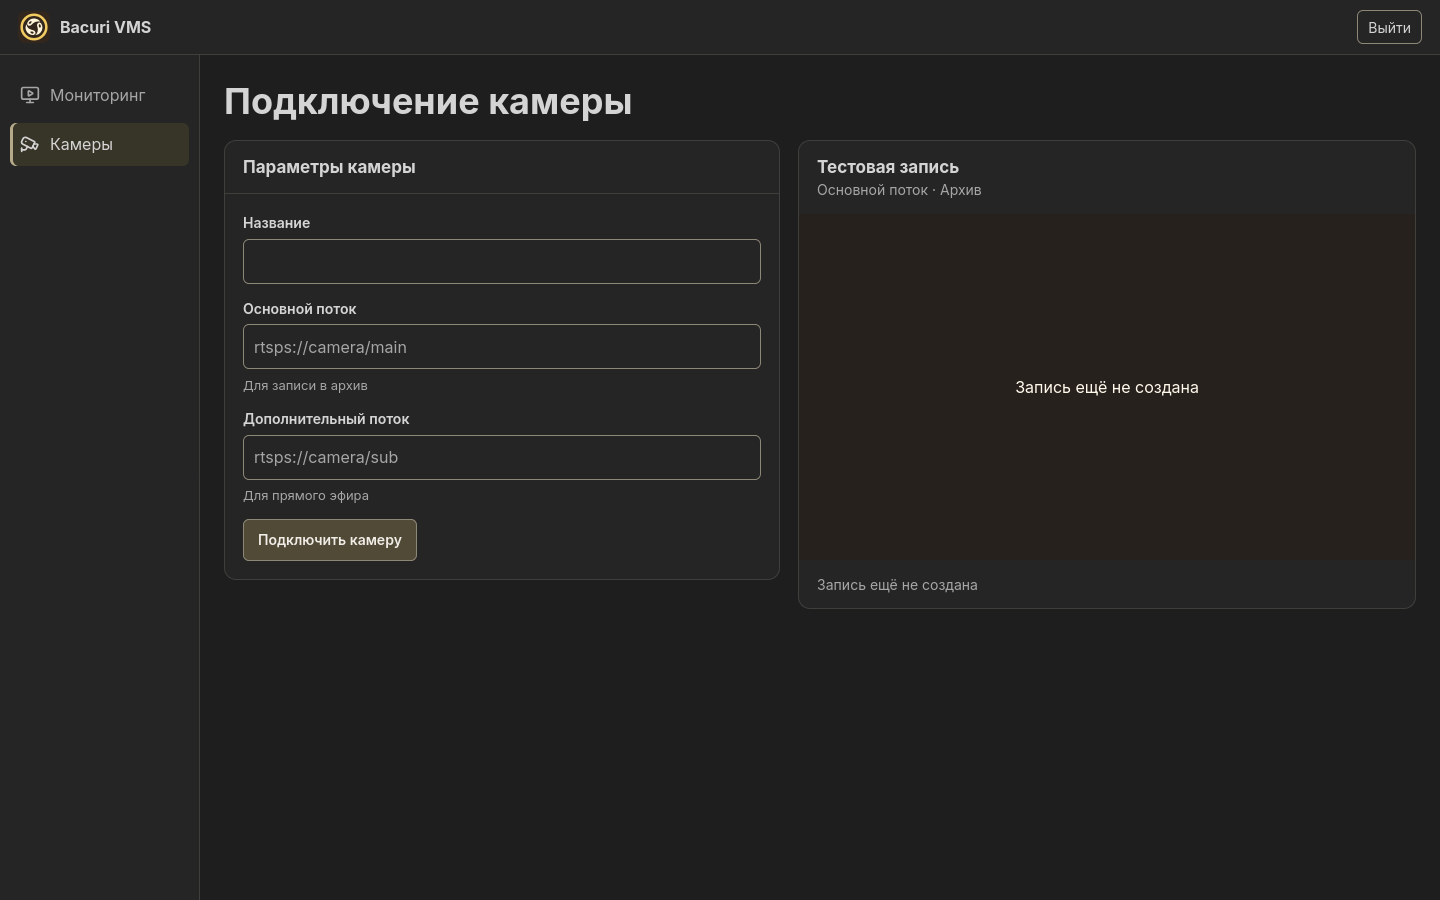 Bacuri VMS
Выйти
Мониторинг
Камеры
Подключение камеры
Параметры камеры
Название
Основной поток
rtsps://camera/main
Для записи в архив
Дополнительный поток
rtsps://camera/sub
Для прямого эфира
Подключить камеру
Тестовая запись
Основной поток · Архив
Запись ещё не создана
Запись ещё не создана